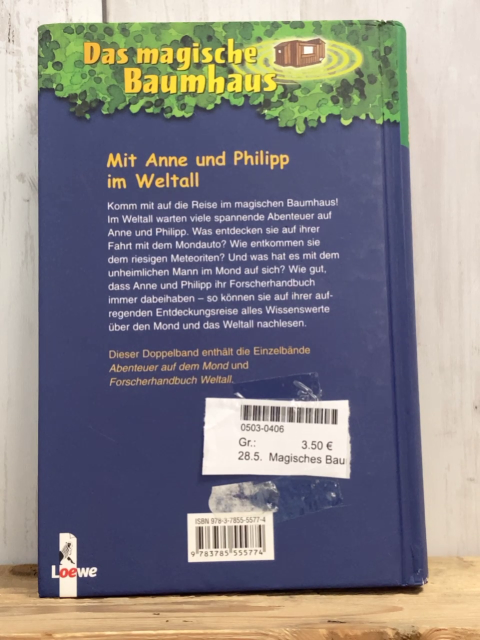 Das magische
Baumhaus
Mit Anne und Philipp
im Weltall
Komm mit auf die Reise im magischen Baumhaus!
Im Weltall warten viele spannende Abenteuer auf
Anne und Philipp. Was entdecken sie auf ihrer
Fahrt mit dem Mondauto? Wie entkommen sie
dem riesigen Meteoriten? Und was hat es mit dem
unheimlichen Mann im Mond auf sich? Wie gut,
dass Anne und Philipp ihr Forscherhandbuch
immer dabeihaben – so können sie auf ihrer auf-
regenden Entdeckungsreise alles Wissenswerte
über den Mond und das Weltall nachlesen.
Dieser Doppelband enthält die Einzelbände
Abenteuer auf dem Mond und
Forscherhandbuch Weltall.
0503-0406
Gr.: 3.50 €
28.5. Magisches Bau
ISBN 978-3-7855-5577-4
9 783785 555774
Loewe